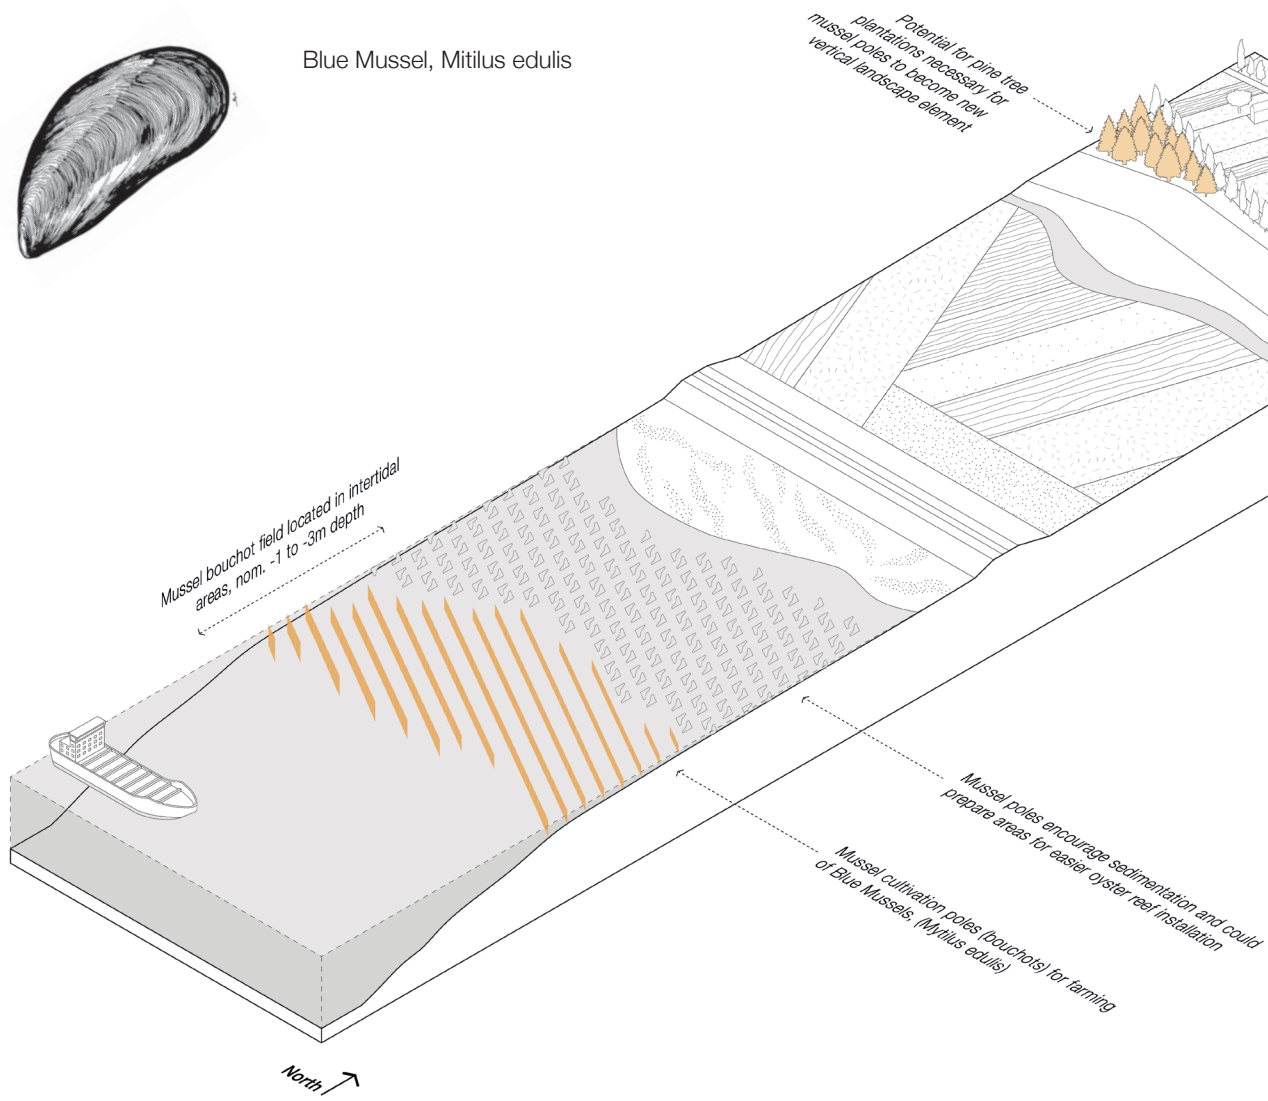 Blue Mussel, Mitilus edulis
Potential for pine tree
plantations necessary for
mussel poles to become new
vertical landscape element
Mussel bouchot field located in intertidal
areas, nom. -1 to -3m depth
Mussel poles encourage sedimentation and could
prepare areas for easier oyster reef installation
Mussel cultivation poles (bouchots) for farming
of Blue Mussels, (Mytilus edulis)
North